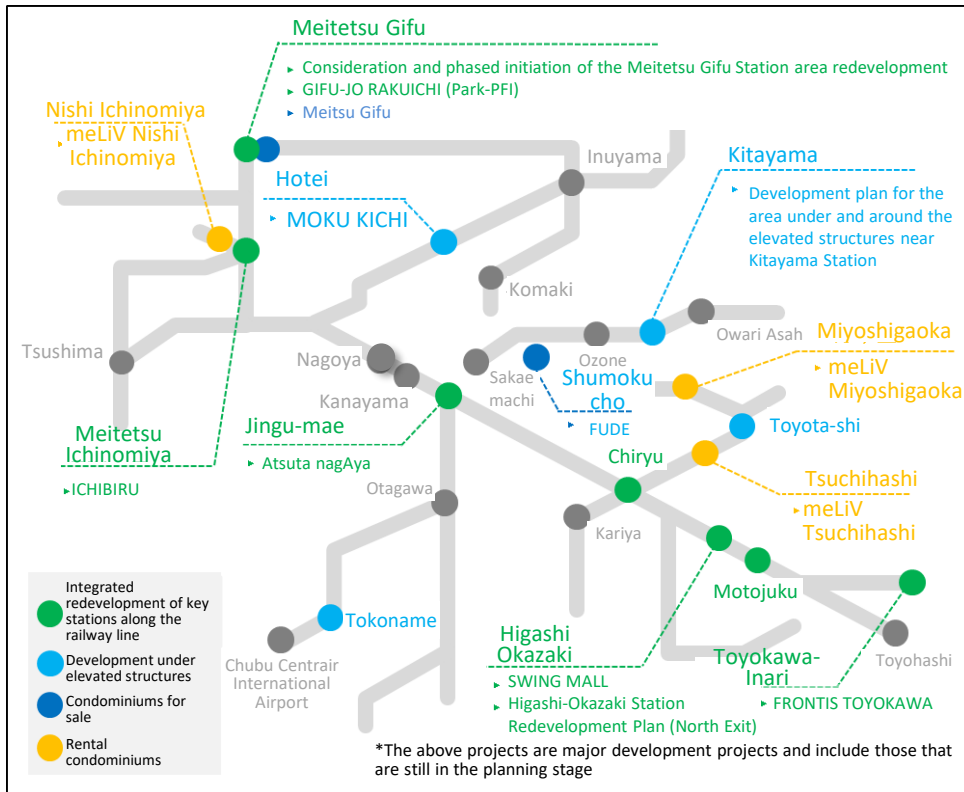 Meitetsu Gifu
▸ Consideration and phased initiation of the Meitetsu Gifu Station area redevelopment
▸ GIFU-JO RAKUICHI (Park-PFI)
▸ Meitsu Gifu
Nishi Ichinomiya
▸ meLiV Nishi
Ichinomiya
Inuyama
Hotei
▸ MOKU KICHI
Kitayama
▸ Development plan for the
area under and around the
elevated structures near
Kitayama Station
Komaki
Owari Asah
Tsushima
Nagoya
Kanayama
Sakae
machi
Ozone
Shumoku
cho
▸ FUDE
Miyoshigaoka
▸ meLiV
Miyoshigaoka
Toyota-shi
Meitetsu
Ichinomiya
▸ICHIBIRU
Jingu-mae
▸ Atsuta nagAya
Chiryu
Tsuchihashi
▸ meLiV
Tsuchihashi
Otagawa
Kariya
Motojuku
Tokoname
Chubu Centrair
International
Airport
Higashi
Okazaki
▸ SWING MALL
▸ Higashi-Okazaki Station
Redevelopment Plan (North Exit)
Toyokawa-
Inari
▸ FRONTIS TOYOKAWA
Toyohashi
Integrated
redevelopment of key
stations along the
railway line
Development under
elevated structures
Condominiums for
sale
Rental
condominiums
*The above projects are major development projects and include those that
are still in the planning stage